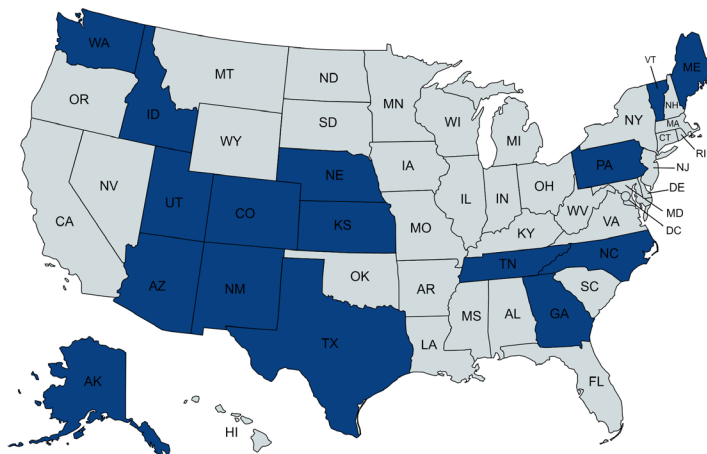 WA
MT
ND
MN
VT
ME
OR
ID
SD
WI
MI
NY
NH
MA
CT
RI
WY
IA
NE
PA
NJ
NV
UT
CO
IL
IN
OH
DE
CA
KS
MO
WV
VA
MD
KY
DC
AZ
NM
OK
AR
TN
NC
SC
TX
LA
MS
AL
GA
AK
HI
FL